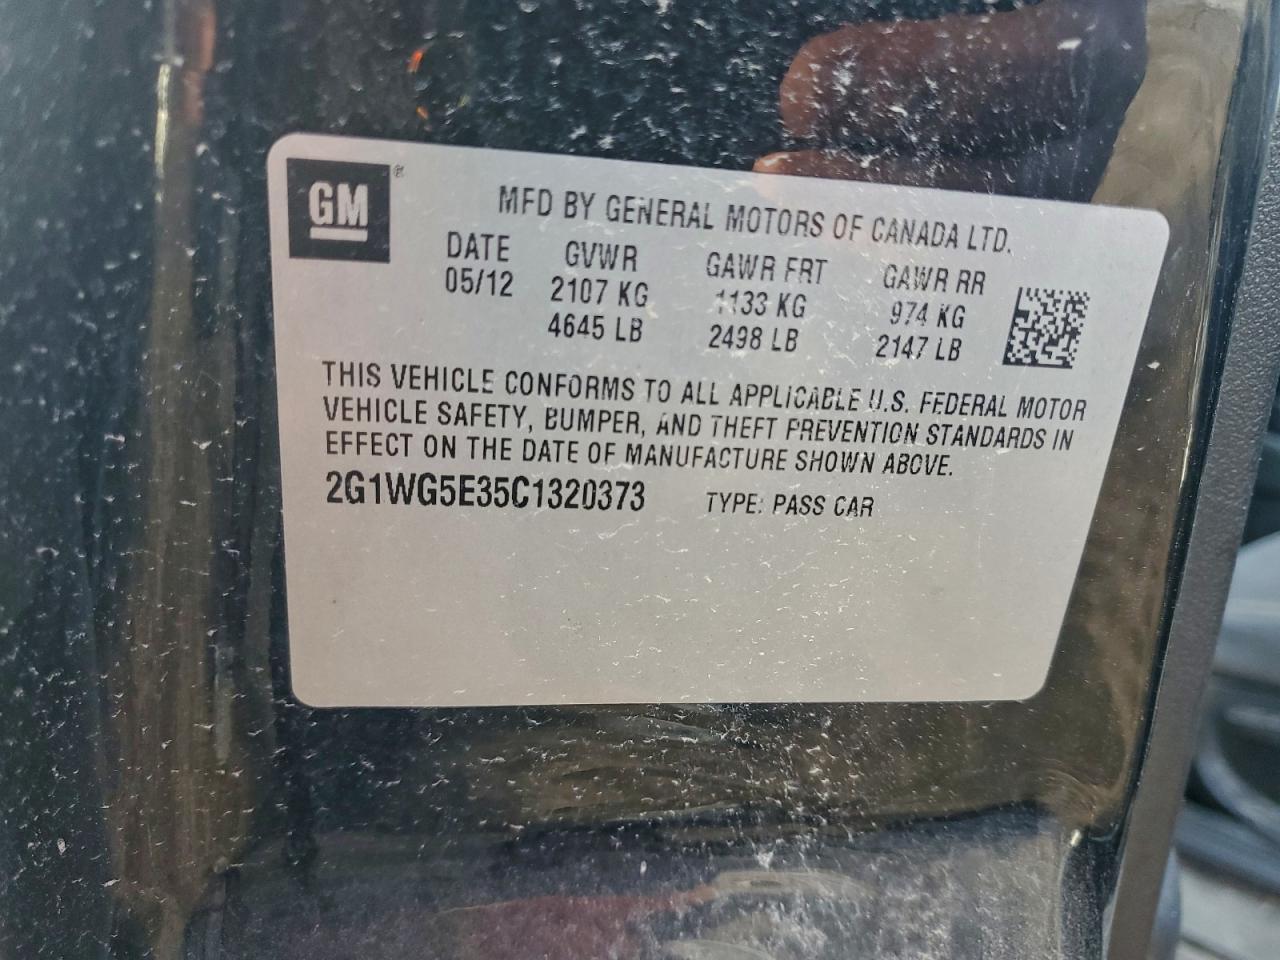 GM®
MFD BY GENERAL MOTORS OF CANADA LTD.
DATE GVWR GAWR FRT GAWR RR
05/12 2107 KG 1133 KG 974 KG
4645 LB 2498 LB 2147 LB
THIS VEHICLE CONFORMS TO ALL APPLICABLE U.S. FEDERAL MOTOR
VEHICLE SAFETY, BUMPER, AND THEFT PREVENTION STANDARDS IN
EFFECT ON THE DATE OF MANUFACTURE SHOWN ABOVE.
2G1WG5E35C1320373 TYPE: PASS CAR